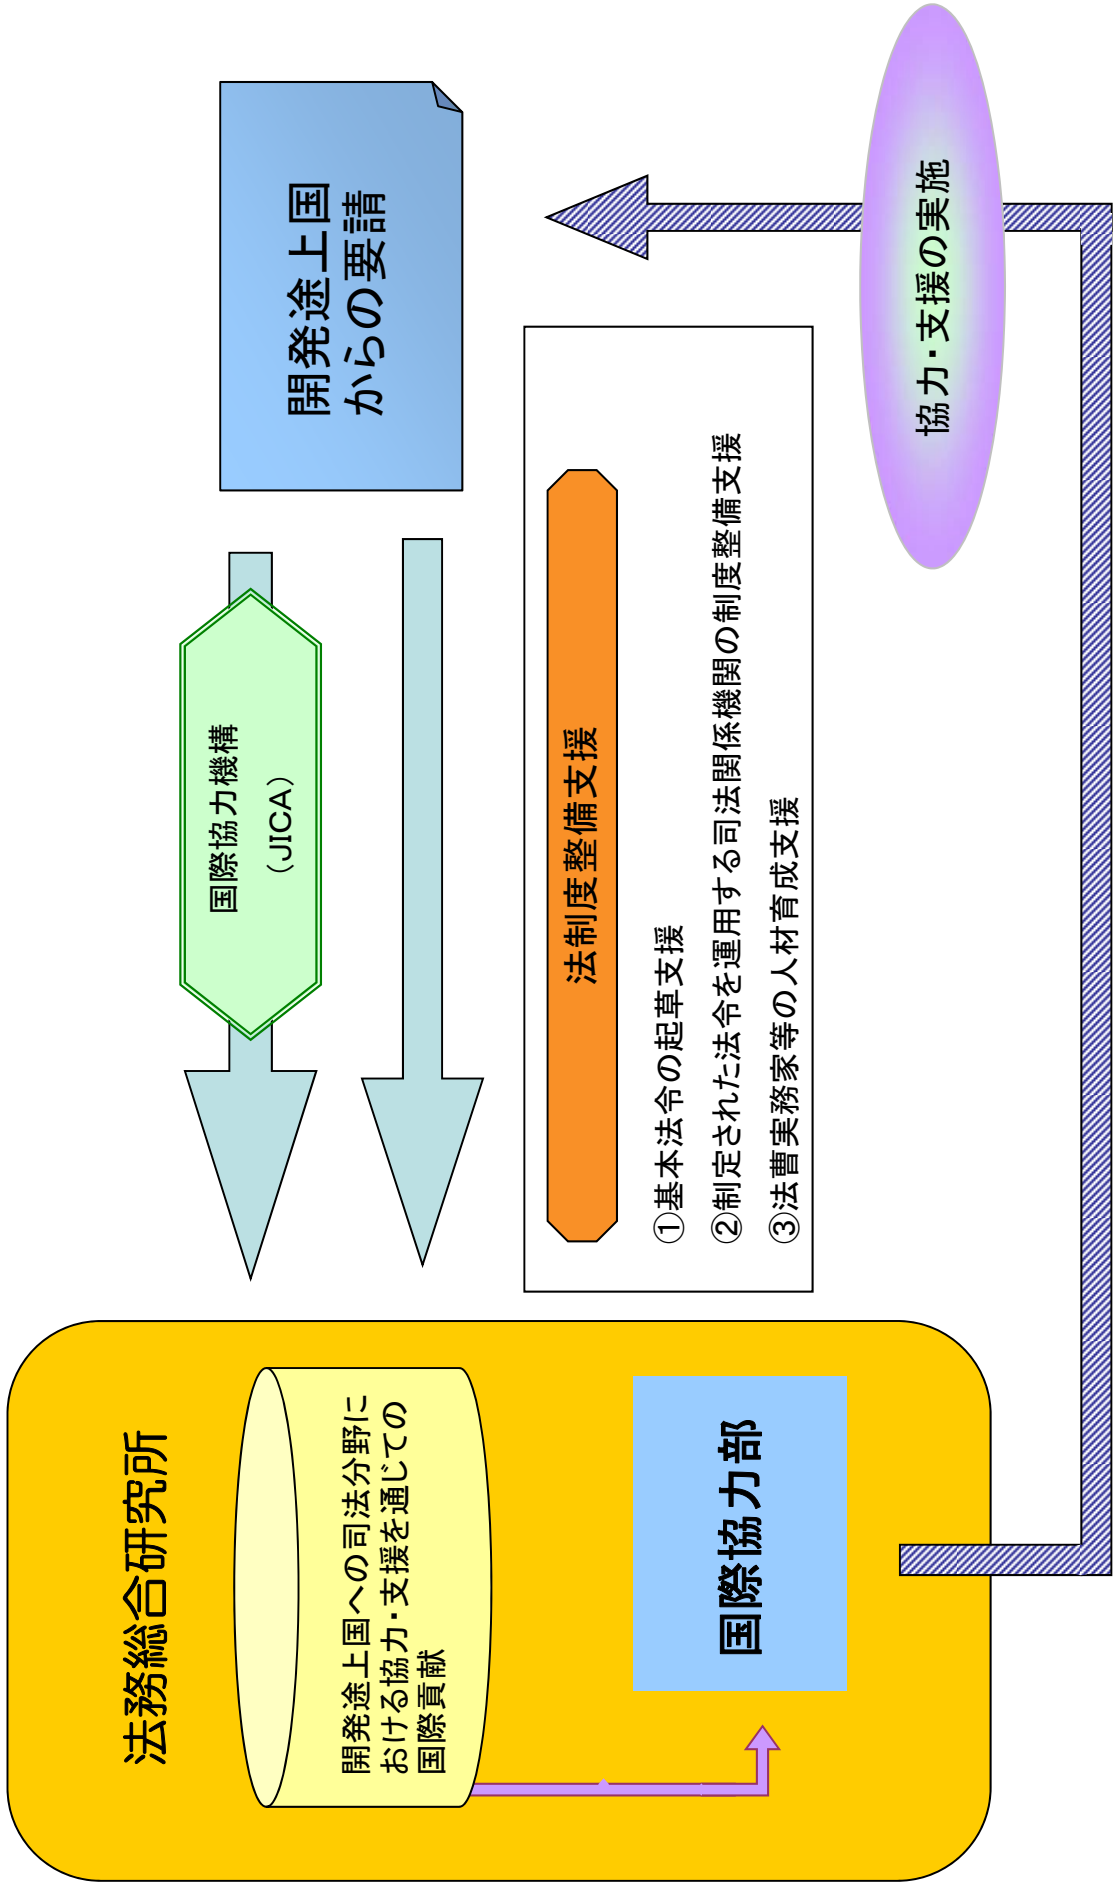 法務総合研究所
開発途上国への司法分野に
おける協力・支援を通じての
国際貢献
国際協力部
国際協力機構
（JICA）
開発途上国
からの要請
法制度整備支援
①基本法令の起草支援
②制定された法令を運用する司法関係機関の制度整備支援
③法曹実務家等の人材育成支援
協力・支援の実施